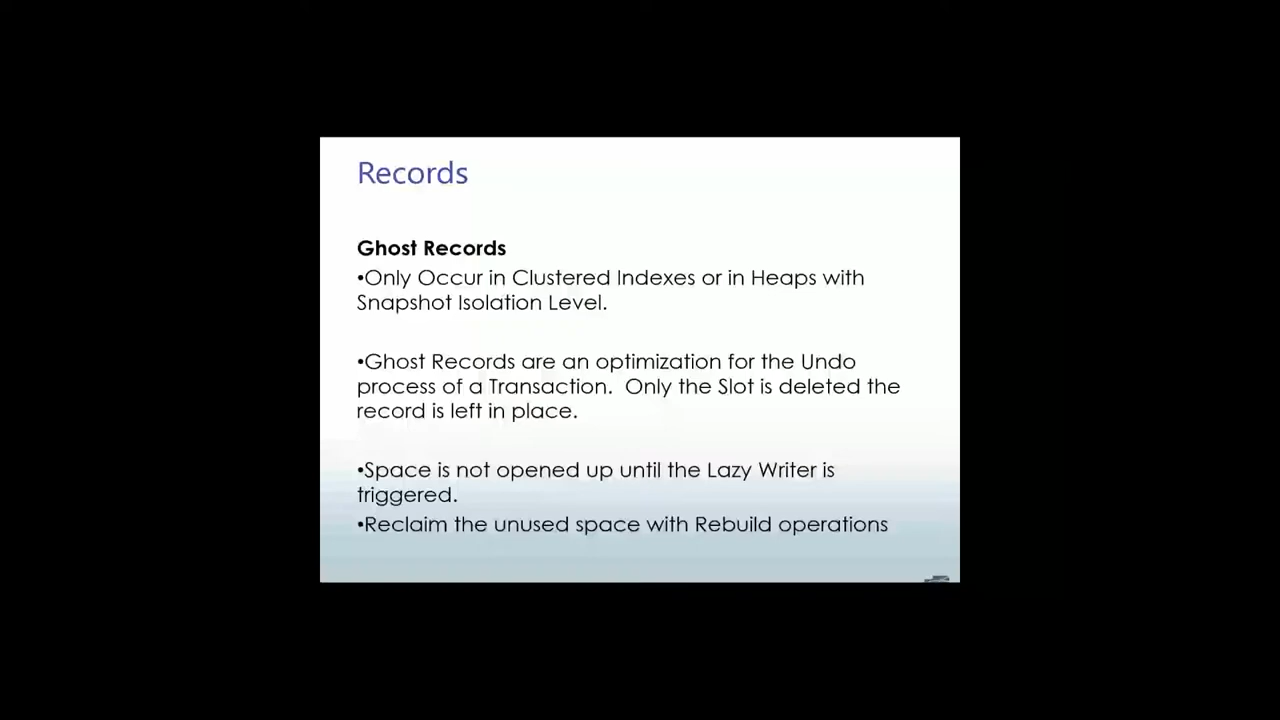 Records
Ghost Records
•Only Occur in Clustered Indexes or in Heaps with
Snapshot Isolation Level.
•Ghost Records are an optimization for the Undo
process of a Transaction.  Only the Slot is deleted the
record is left in place.
•Space is not opened up until the Lazy Writer is
triggered.
•Reclaim the unused space with Rebuild operations